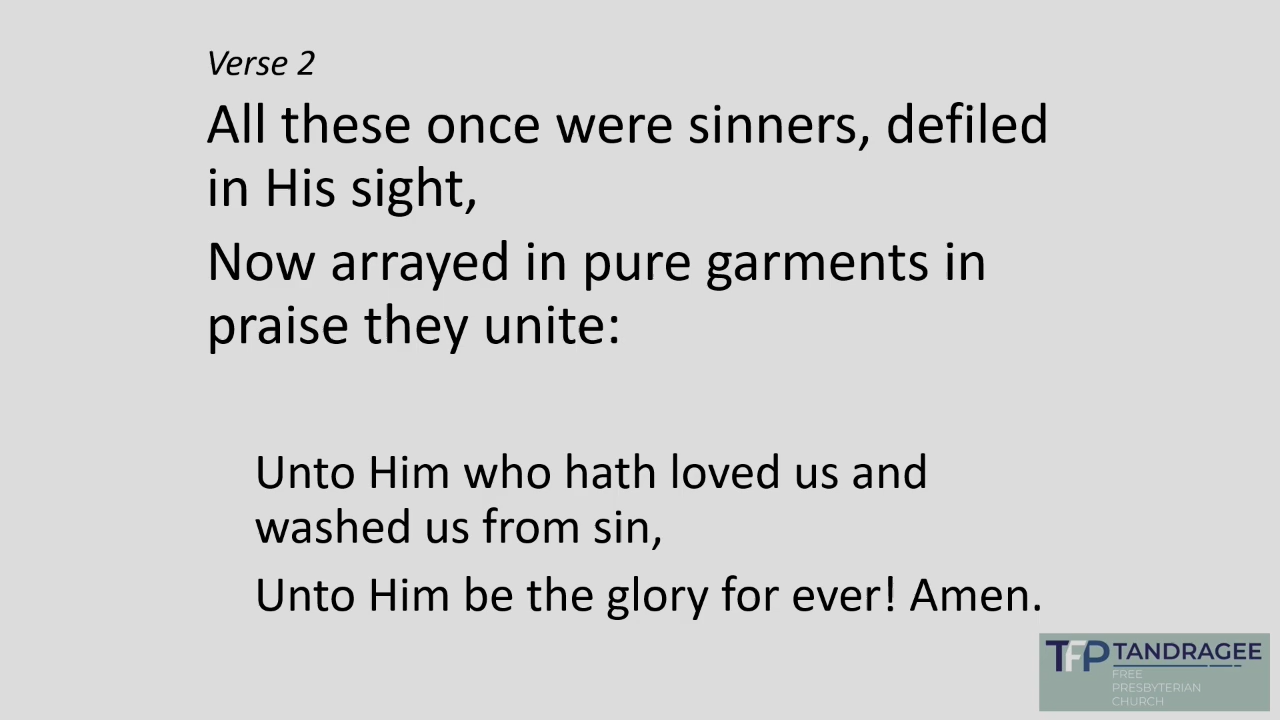 Verse 2
All these once were sinners, defiled
in His sight,
Now arrayed in pure garments in
praise they unite:
Unto Him who hath loved us and
washed us from sin,
Unto Him be the glory for ever! Amen.
TFP TANDRAGEE
FREE
PRESBYTERIAN
CHURCH